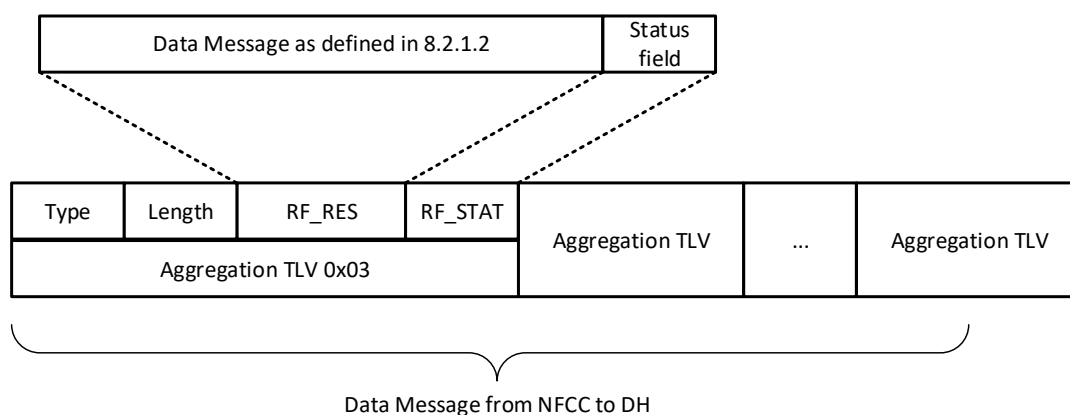 Data Message as defined in 8.2.1.2
Status
field
Type
Length
RF_RES
RF_STAT
Aggregation TLV 0x03
Aggregation TLV
...
Aggregation TLV
Data Message from NFCC to DH